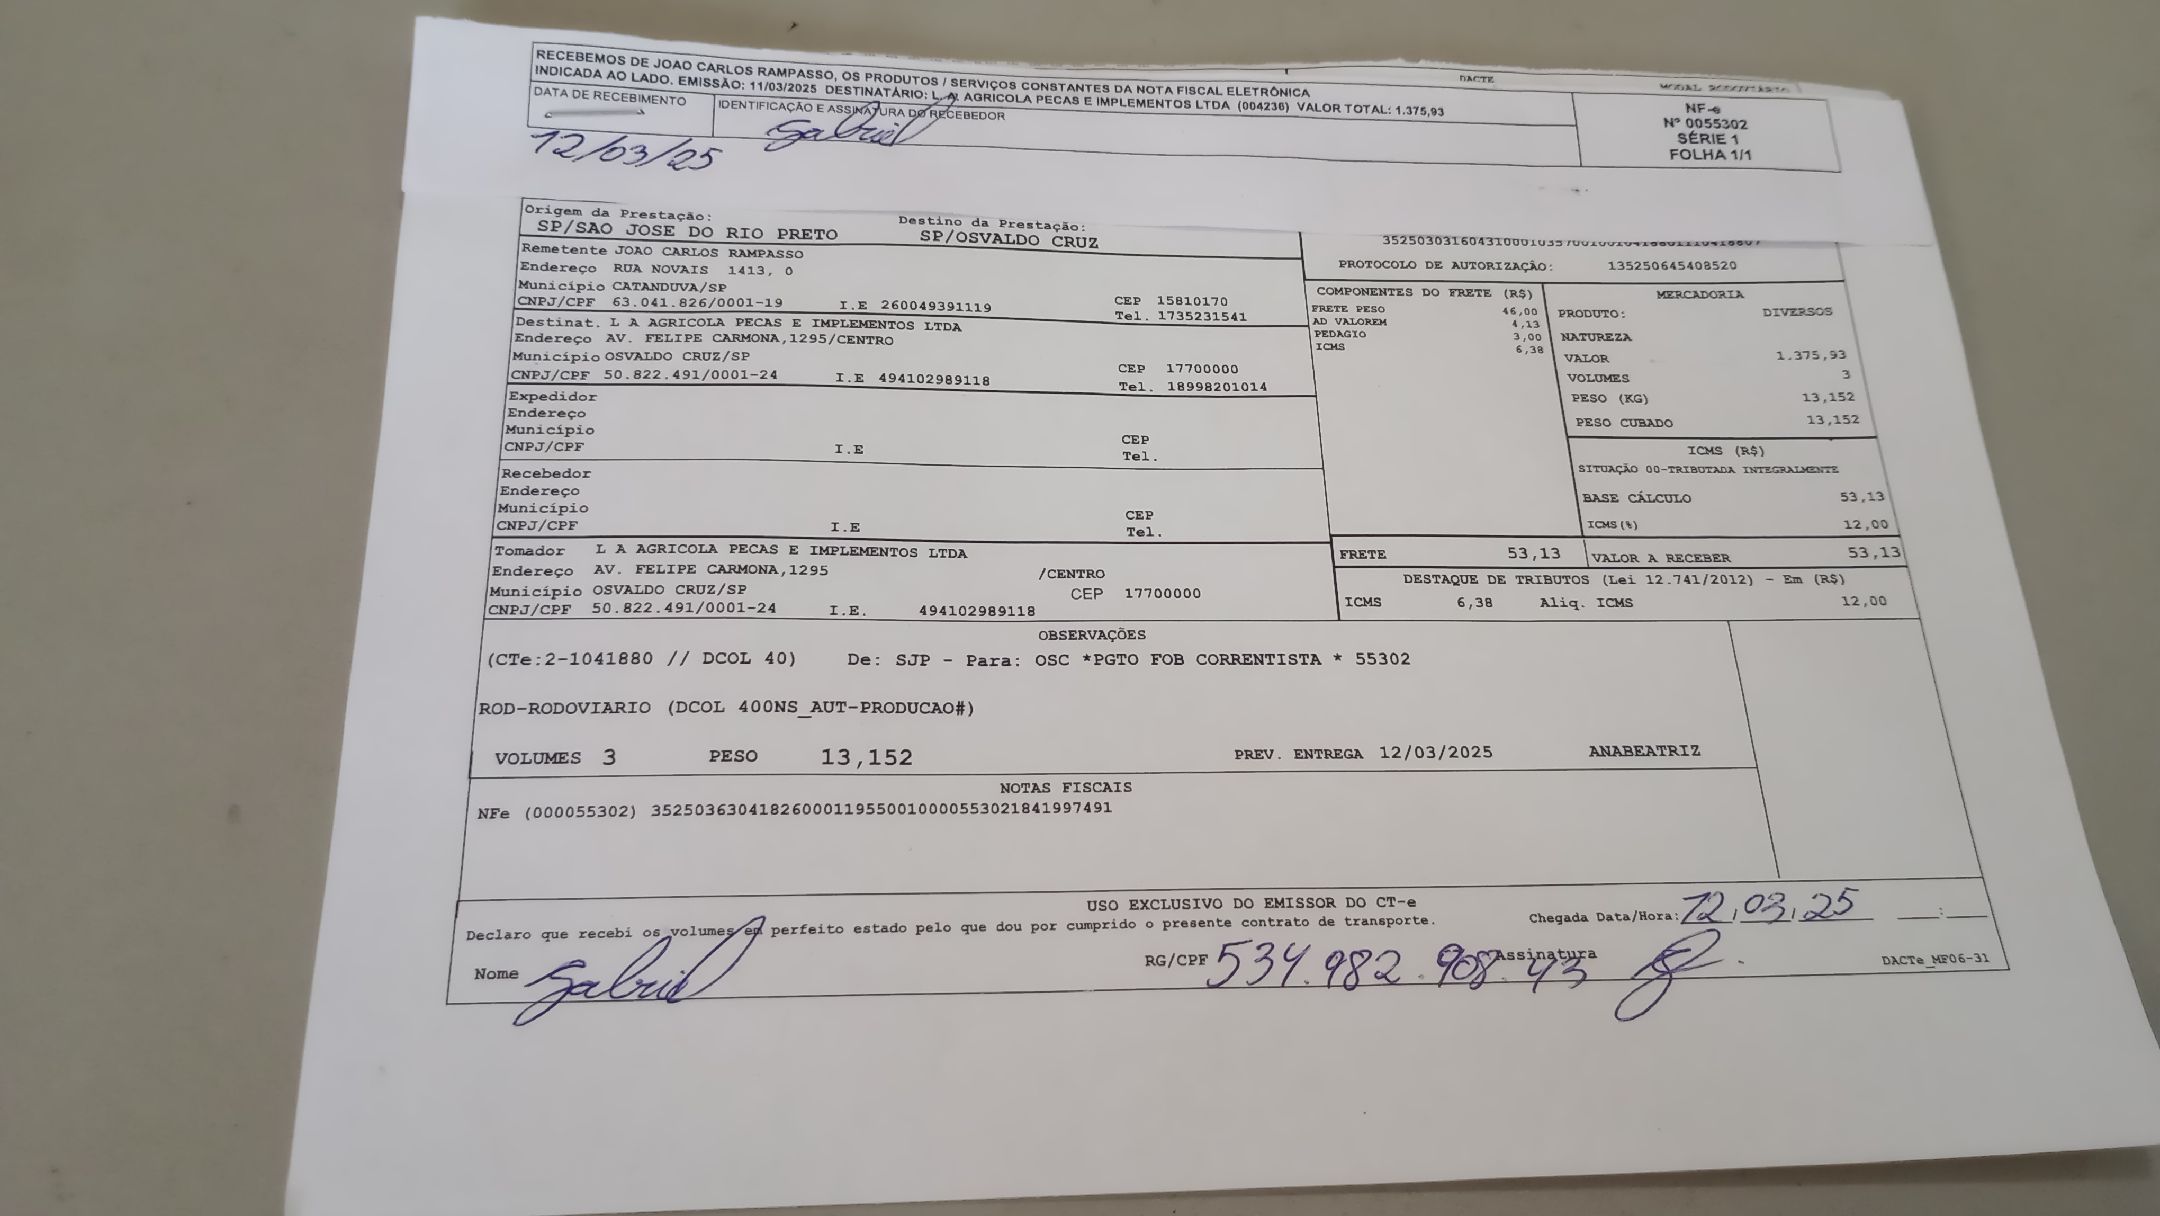 DACTE
RECEBEMOS DE JOAO CARLOS RAMPASSO, OS PRODUTOS / SERVIÇOS CONSTANTES DA NOTA FISCAL ELETRÔNICA
INDICADA AO LADO. EMISSÃO: 11/03/2025 DESTINATÁRIO: L. A. AGRICOLA PECAS E IMPLEMENTOS LTDA (004236) VALOR TOTAL: 1.375,93
DATA DE RECEBIMENTO
12/03/25
IDENTIFICAÇÃO E ASSINATURA DO RECEBEDOR
Gabriel
NF-e
Nº 0055302
SÉRIE 1
FOLHA 1/1
Origem da Prestação:
SP/SAO JOSE DO RIO PRETO
Destino da Prestação:
SP/OSVALDO CRUZ
Remetente JOAO CARLOS RAMPASSO
Endereço RUA NOVAIS 1413, 0
Município CATANDUVA/SP
CNPJ/CPF 63.041.826/0001-19 I.E 260049391119
CEP 15810170
Tel. 1735231541
Destinat. L A AGRICOLA PECAS E IMPLEMENTOS LTDA
Endereço AV. FELIPE CARMONA,1295/CENTRO
Município OSVALDO CRUZ/SP
CNPJ/CPF 50.822.491/0001-24 I.E 494102989118
CEP 17700000
Tel. 18998201014
Expedidor
Endereço
Município
CNPJ/CPF I.E
CEP
Tel.
Recebedor
Endereço
Município
CNPJ/CPF I.E
CEP
Tel.
Tomador L A AGRICOLA PECAS E IMPLEMENTOS LTDA
Endereço AV. FELIPE CARMONA,1295 /CENTRO
Município OSVALDO CRUZ/SP CEP 17700000
CNPJ/CPF 50.822.491/0001-24 I.E. 494102989118
PROTOCOLO DE AUTORIZAÇÃO: 135250645408520
COMPONENTES DO FRETE (R$)
FRETE PESO 46,00
AD VALOREM 4,13
PEDAGIO 3,00
ICMS 6,38
MERCADORIA
PRODUTO: DIVERSOS
NATUREZA
VALOR 1.375,93
VOLUMES 3
PESO (KG) 13,152
PESO CUBADO 13,152
ICMS (R$)
SITUAÇÃO 00-TRIBUTADA INTEGRALMENTE
BASE CÁLCULO 53,13
ICMS(%) 12,00
FRETE 53,13 VALOR A RECEBER 53,13
DESTAQUE DE TRIBUTOS (Lei 12.741/2012) - Em (R$)
ICMS 6,38 Aliq. ICMS 12,00
OBSERVAÇÕES
(CTe:2-1041880 // DCOL 40) De: SJP - Para: OSC *PGTO FOB CORRENTISTA * 55302
ROD-RODOVIARIO (DCOL 400NS_AUT-PRODUCAO#)
VOLUMES 3 PESO 13,152 PREV. ENTREGA 12/03/2025 ANABEATRIZ
NOTAS FISCAIS
NFe (000055302) 35250363041826000119550010000553021841997491
USO EXCLUSIVO DO EMISSOR DO CT-e
Declaro que recebi os volumes em perfeito estado pelo que dou por cumprido o presente contrato de transporte.
Chegada Data/Hora: 12,03,25 __:__
Nome Gabriel
RG/CPF 534.982.908.43 Assinatura
DACTe_MF06-31